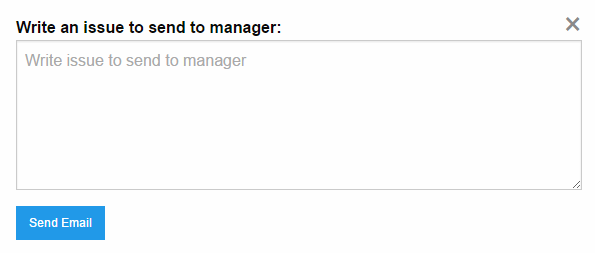 Write an issue to send to manager:
Write issue to send to manager
Send Email